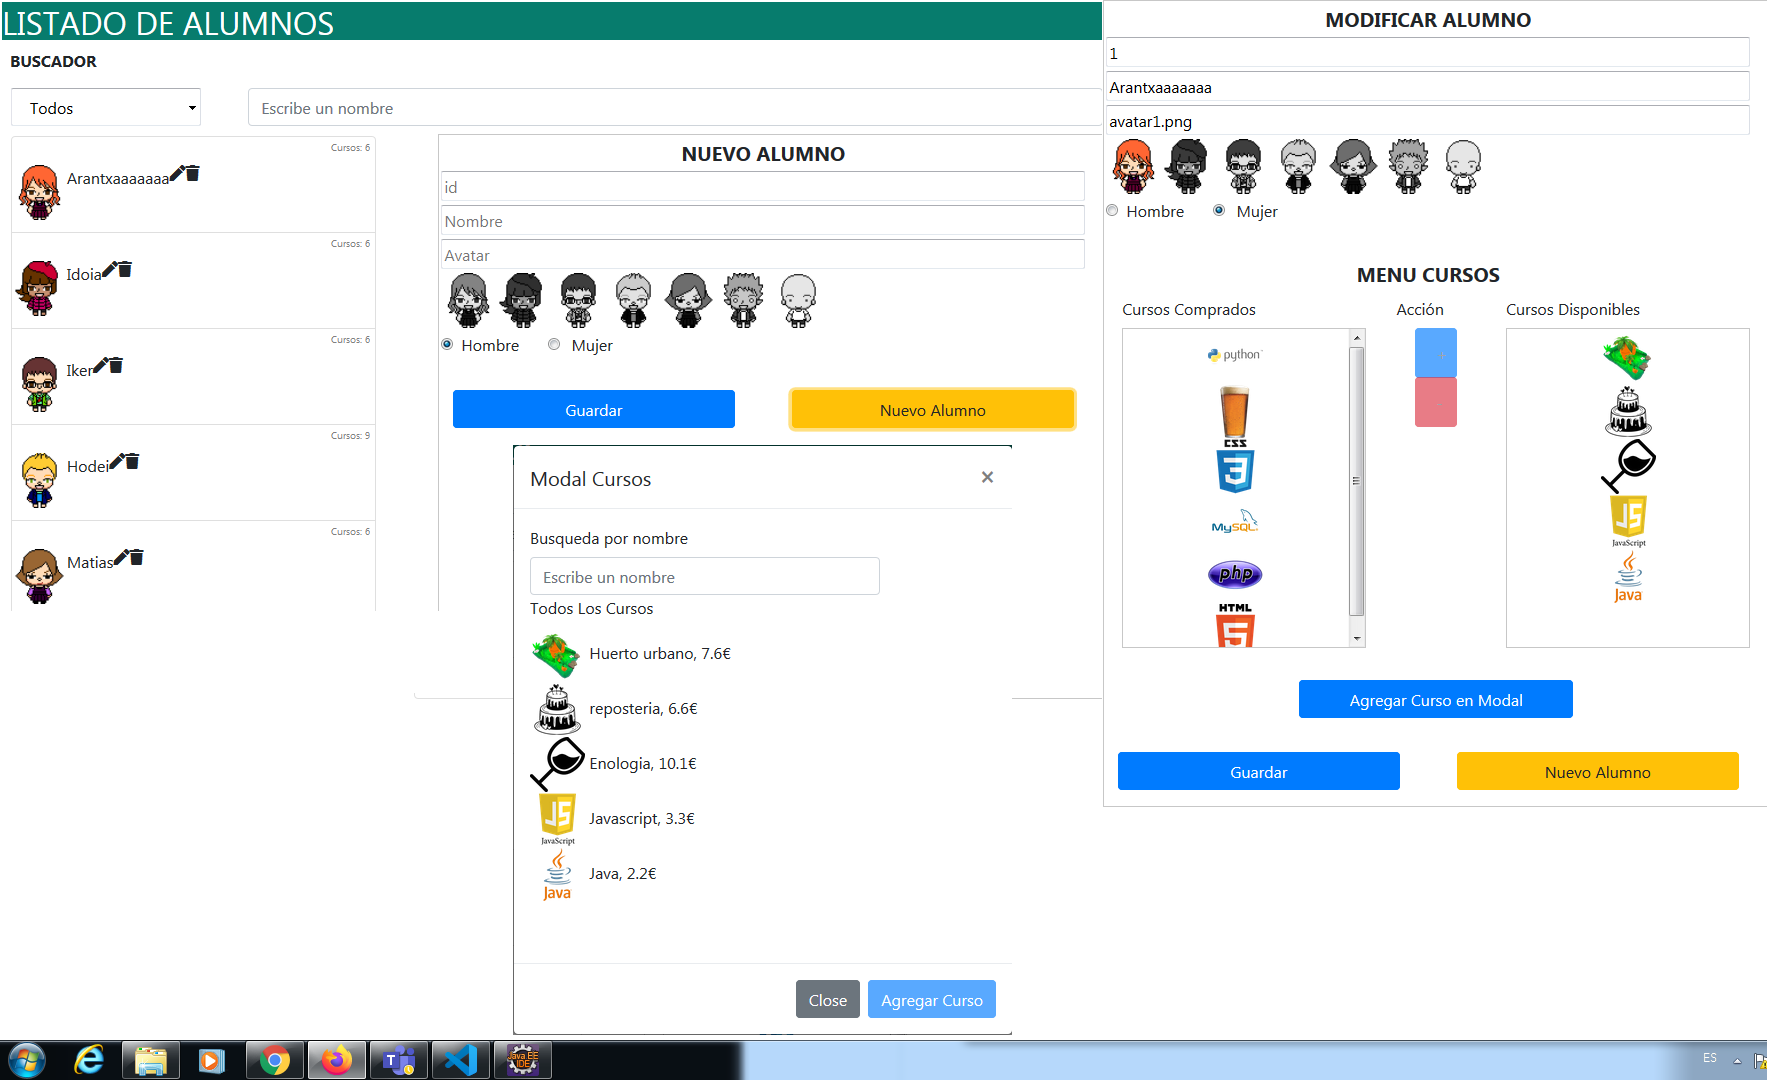 LISTADO DE ALUMNOS
BUSCADOR
Todos
Escribe un nombre
Cursos: 6
Arantxaaaaaaa
Cursos: 6
Idoia
Cursos: 6
Iker
Cursos: 9
Hodei
Cursos: 6
Matias
NUEVO ALUMNO
id
Nombre
Avatar
Hombre
Mujer
Guardar
Nuevo Alumno
Modal Cursos
×
Busqueda por nombre
Escribe un nombre
Todos Los Cursos
Huerto urbano, 7.6€
reposteria, 6.6€
Enologia, 10.1€
JS
JavaScript
Javascript, 3.3€
Java
Java, 2.2€
Close
Agregar Curso
MODIFICAR ALUMNO
1
Arantxaaaaaaa
avatar1.png
Hombre
Mujer
MENU CURSOS
Cursos Comprados
Acción
Cursos Disponibles
python
CSS
3
MySQL
php
HTML
5
JS
JavaScript
Java
Agregar Curso en Modal
Guardar
Nuevo Alumno
Java EE
IDE
ES